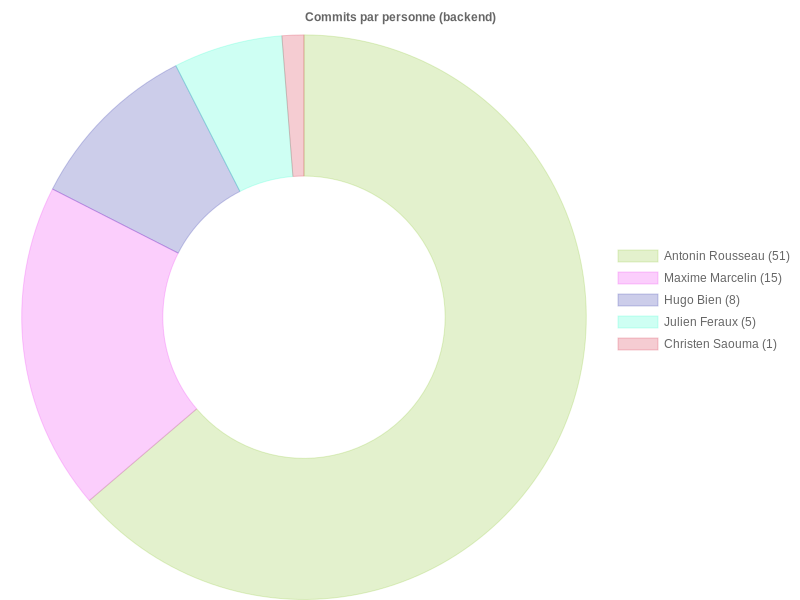 Commits par personne (backend)
Antonin Rousseau (51)
Maxime Marcelin (15)
Hugo Bien (8)
Julien Feraux (5)
Christen Saouma (1)